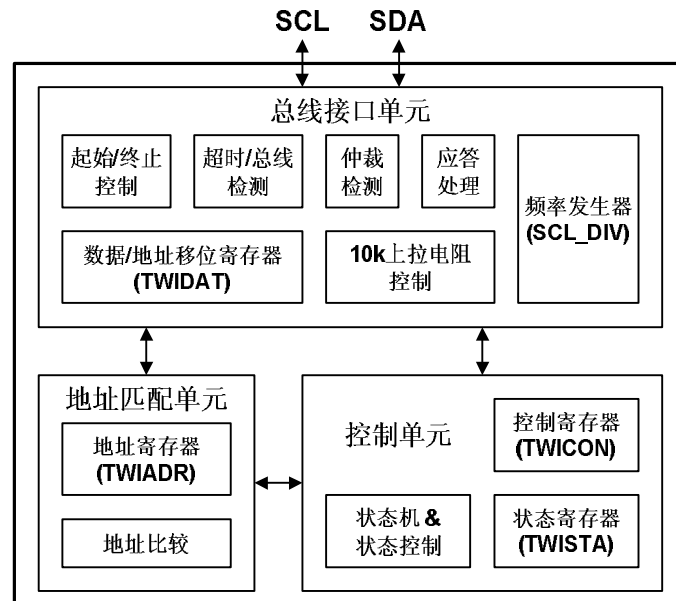 SCL SDA
总线接口单元
起始/终止
控制
超时/总线
检测
仲裁
检测
应答
处理
频率发生器
(SCL_DIV)
数据/地址移位寄存器
(TWIDAT)
10k上拉电阻
控制
地址匹配单元
地址寄存器
(TWIADR)
地址比较
控制单元
控制寄存器
(TWICON)
状态机 &
状态控制
状态寄存器
(TWISTA)